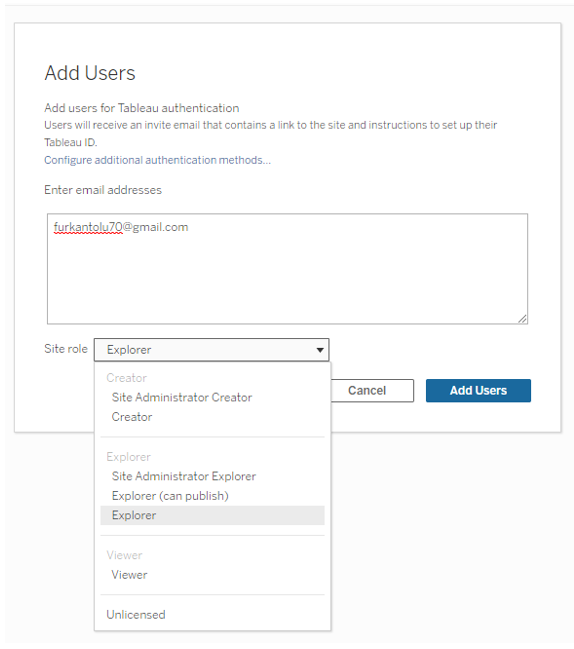 Add Users
Add users for Tableau authentication
Users will receive an invite email that contains a link to the site and instructions to set up their
Tableau ID.
Configure additional authentication methods...
Enter email addresses
furkantolu70@gmail.com
Site role Explorer
Cancel Add Users
Creator
Site Administrator Creator
Creator
Explorer
Site Administrator Explorer
Explorer (can publish)
Explorer
Viewer
Viewer
Unlicensed